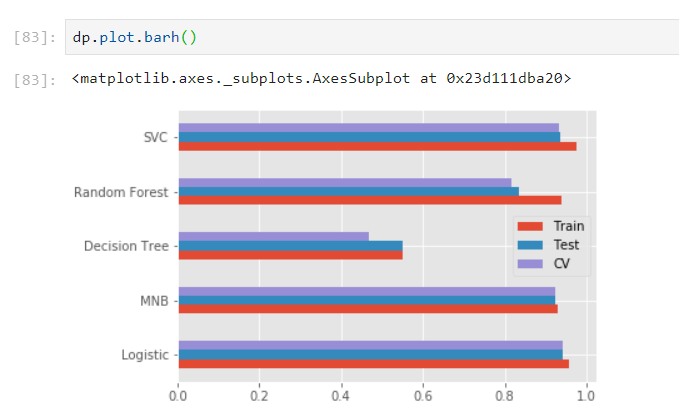 [83]: dp.plot.barh()
[83]: <matplotlib.axes._subplots.AxesSubplot at 0x23d111dba20>
SVC
Random Forest
Decision Tree
MNB
Logistic
Train
Test
CV
0.0 0.2 0.4 0.6 0.8 1.0